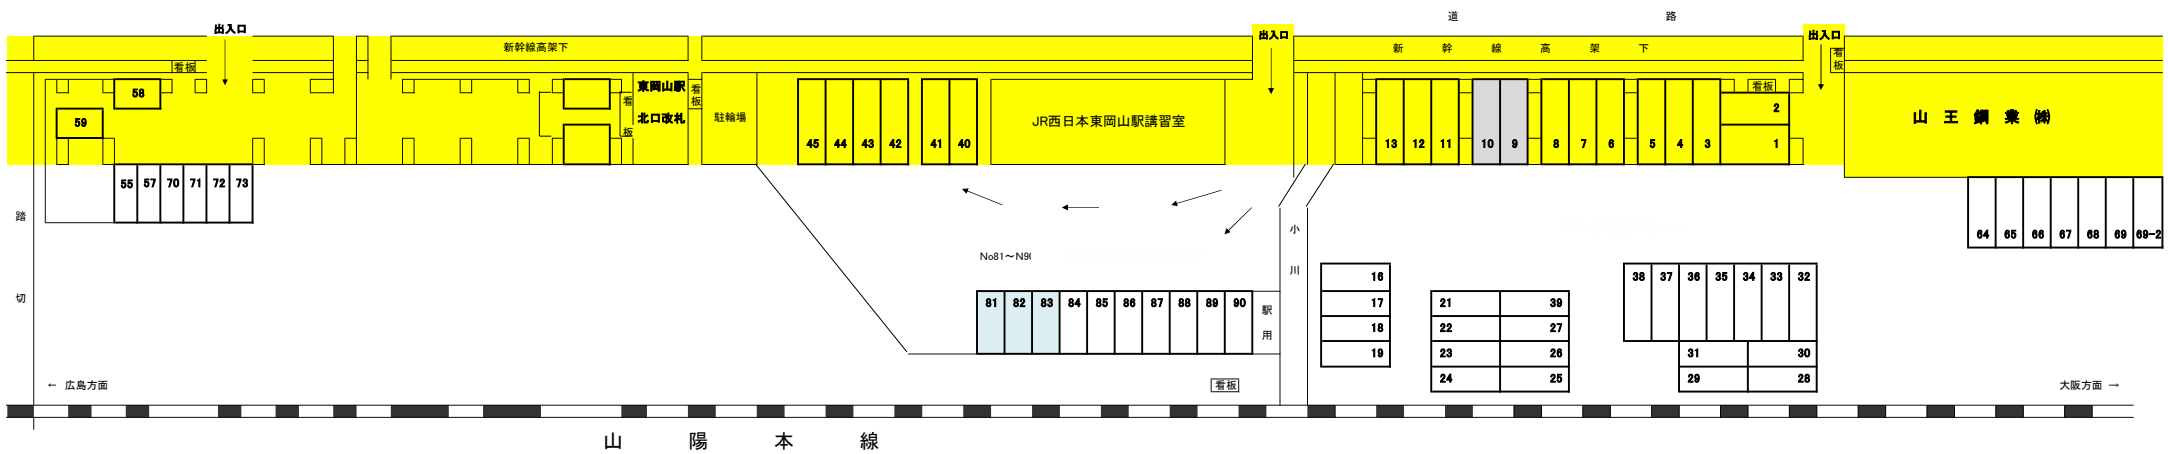 道 路
出入口
出入口
出入口
新幹線高架下
新 幹 線 高 架 下
看板
看板
看板
看板
看板
58
59
東岡山駅
北口改札
駐輪場
45 44 43 42 41 40
JR西日本東岡山駅講習室
13 12 11 10 9 8 7 6 5 4 3
2
1
山 王 鋼 業 ㈱
55 57 70 71 72 73
踏
切
小
川
64 65 66 67 68 69 69-2
No81～N9
81 82 83 84 85 86 87 88 89 90
駅
用
16
17
18
19
21 39
22 27
23 26
24 25
38 37 36 35 34 33 32
31 30
29 28
看板
← 広島方面
大阪方面 →
山 陽 本 線